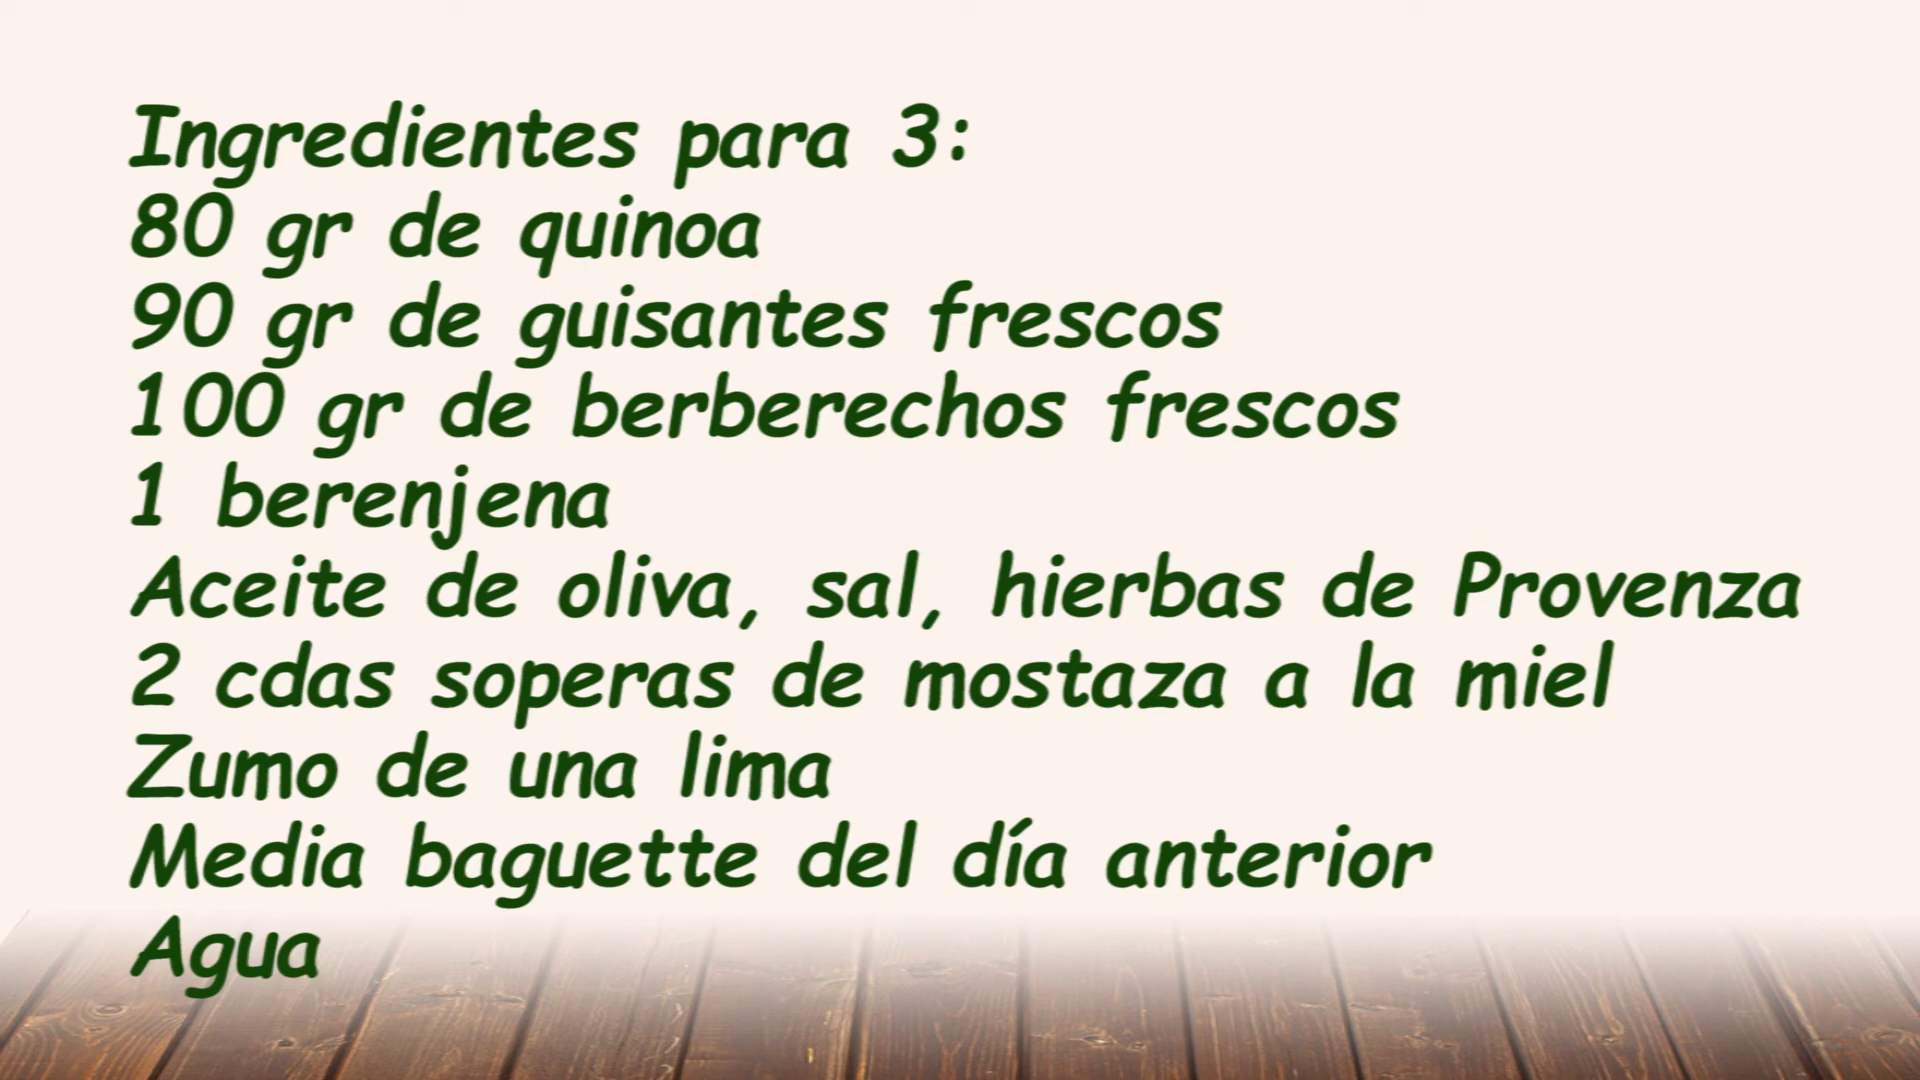 Ingredientes para 3:
80 gr de quinoa
90 gr de guisantes frescos
100 gr de berberechos frescos
1 berenjena
Aceite de oliva, sal, hierbas de Provenza
2 cdas soperas de mostaza a la miel
Zumo de una lima
Media baguette del día anterior
Agua